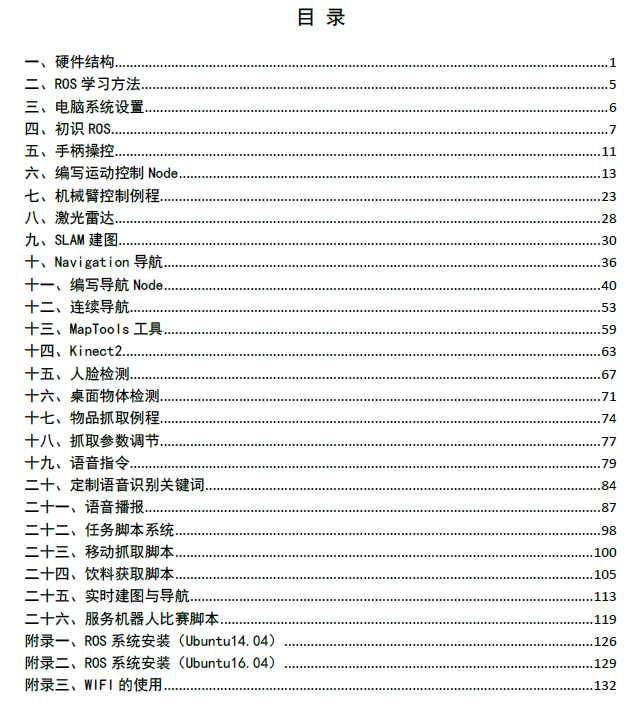 目 录
一、硬件结构........1
二、ROS 学习方法........5
三、电脑系统设置........6
四、初识 ROS........7
五、手柄操控........11
六、编写运动控制 Node........13
七、机械臂控制例程........23
八、激光雷达........28
九、SLAM 建图........30
十、Navigation 导航........36
十一、编写导航 Node........40
十二、连续导航........53
十三、MapTools 工具........59
十四、Kinect2........63
十五、人脸检测........67
十六、桌面物体检测........71
十七、物品抓取例程........74
十八、抓取参数调节........77
十九、语音指令........79
二十、定制语音识别关键词........84
二十一、语音播报........87
二十二、任务脚本系统........98
二十三、移动抓取脚本........100
二十四、饮料获取脚本........105
二十五、实时建图与导航........113
二十六、服务机器人比赛脚本........119
附录一、ROS 系统安装（Ubuntu14.04）........126
附录二、ROS 系统安装（Ubuntu16.04）........129
附录三、WIFI 的使用........132